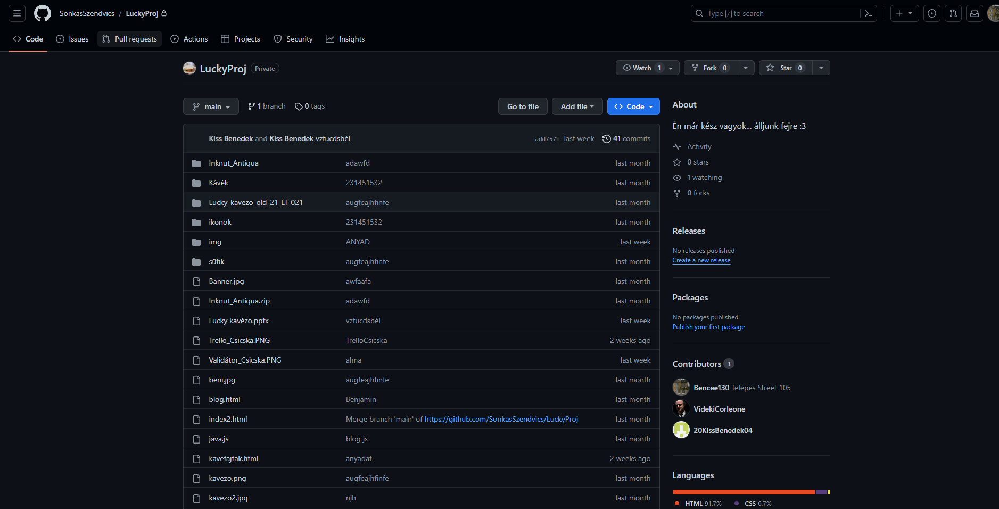 SonkasSzendvics / LuckyProj
Type / to search
Code Issues Pull requests Actions Projects Security Insights
LuckyProj Private
Watch 1 Fork 0 Star 0
main 1 branch 0 tags
Go to file Add file Code
Kiss Benedek and Kiss Benedek vzfucdsbél add7571 last week 41 commits
Inknut_Antiqua adawfd last month
Kávék 231451532 last month
Lucky_kavezo_old_21_LT-021 augfeajhfinfe last month
ikonok 231451532 last month
img ANYAD last week
sütik augfeajhfinfe last month
Banner.jpg awfaafa last month
Inknut_Antiqua.zip adawfd last month
Lucky kávézó.pptx vzfucdsbél last week
Trello_Csicska.PNG TrelloCsicska 2 weeks ago
Validátor_Csicska.PNG alma last week
beni.jpg augfeajhfinfe last month
blog.html Benjamin last month
index2.html Merge branch 'main' of https://github.com/SonkasSzendvics/LuckyProj last month
java.js blog js last month
kavefajtak.html anyadat 2 weeks ago
kavezo.png augfeajhfinfe last month
kavezo2.jpg njh last month
About
Én már kész vagyok... álljunk fejre :3
Activity
0 stars
1 watching
0 forks
Releases
No releases published
Create a new release
Packages
No packages published
Publish your first package
Contributors 3
Bencee130 Telepes Street 105
VidekiCorleone
20KissBenedek04
Languages
HTML 91.7% CSS 6.7%